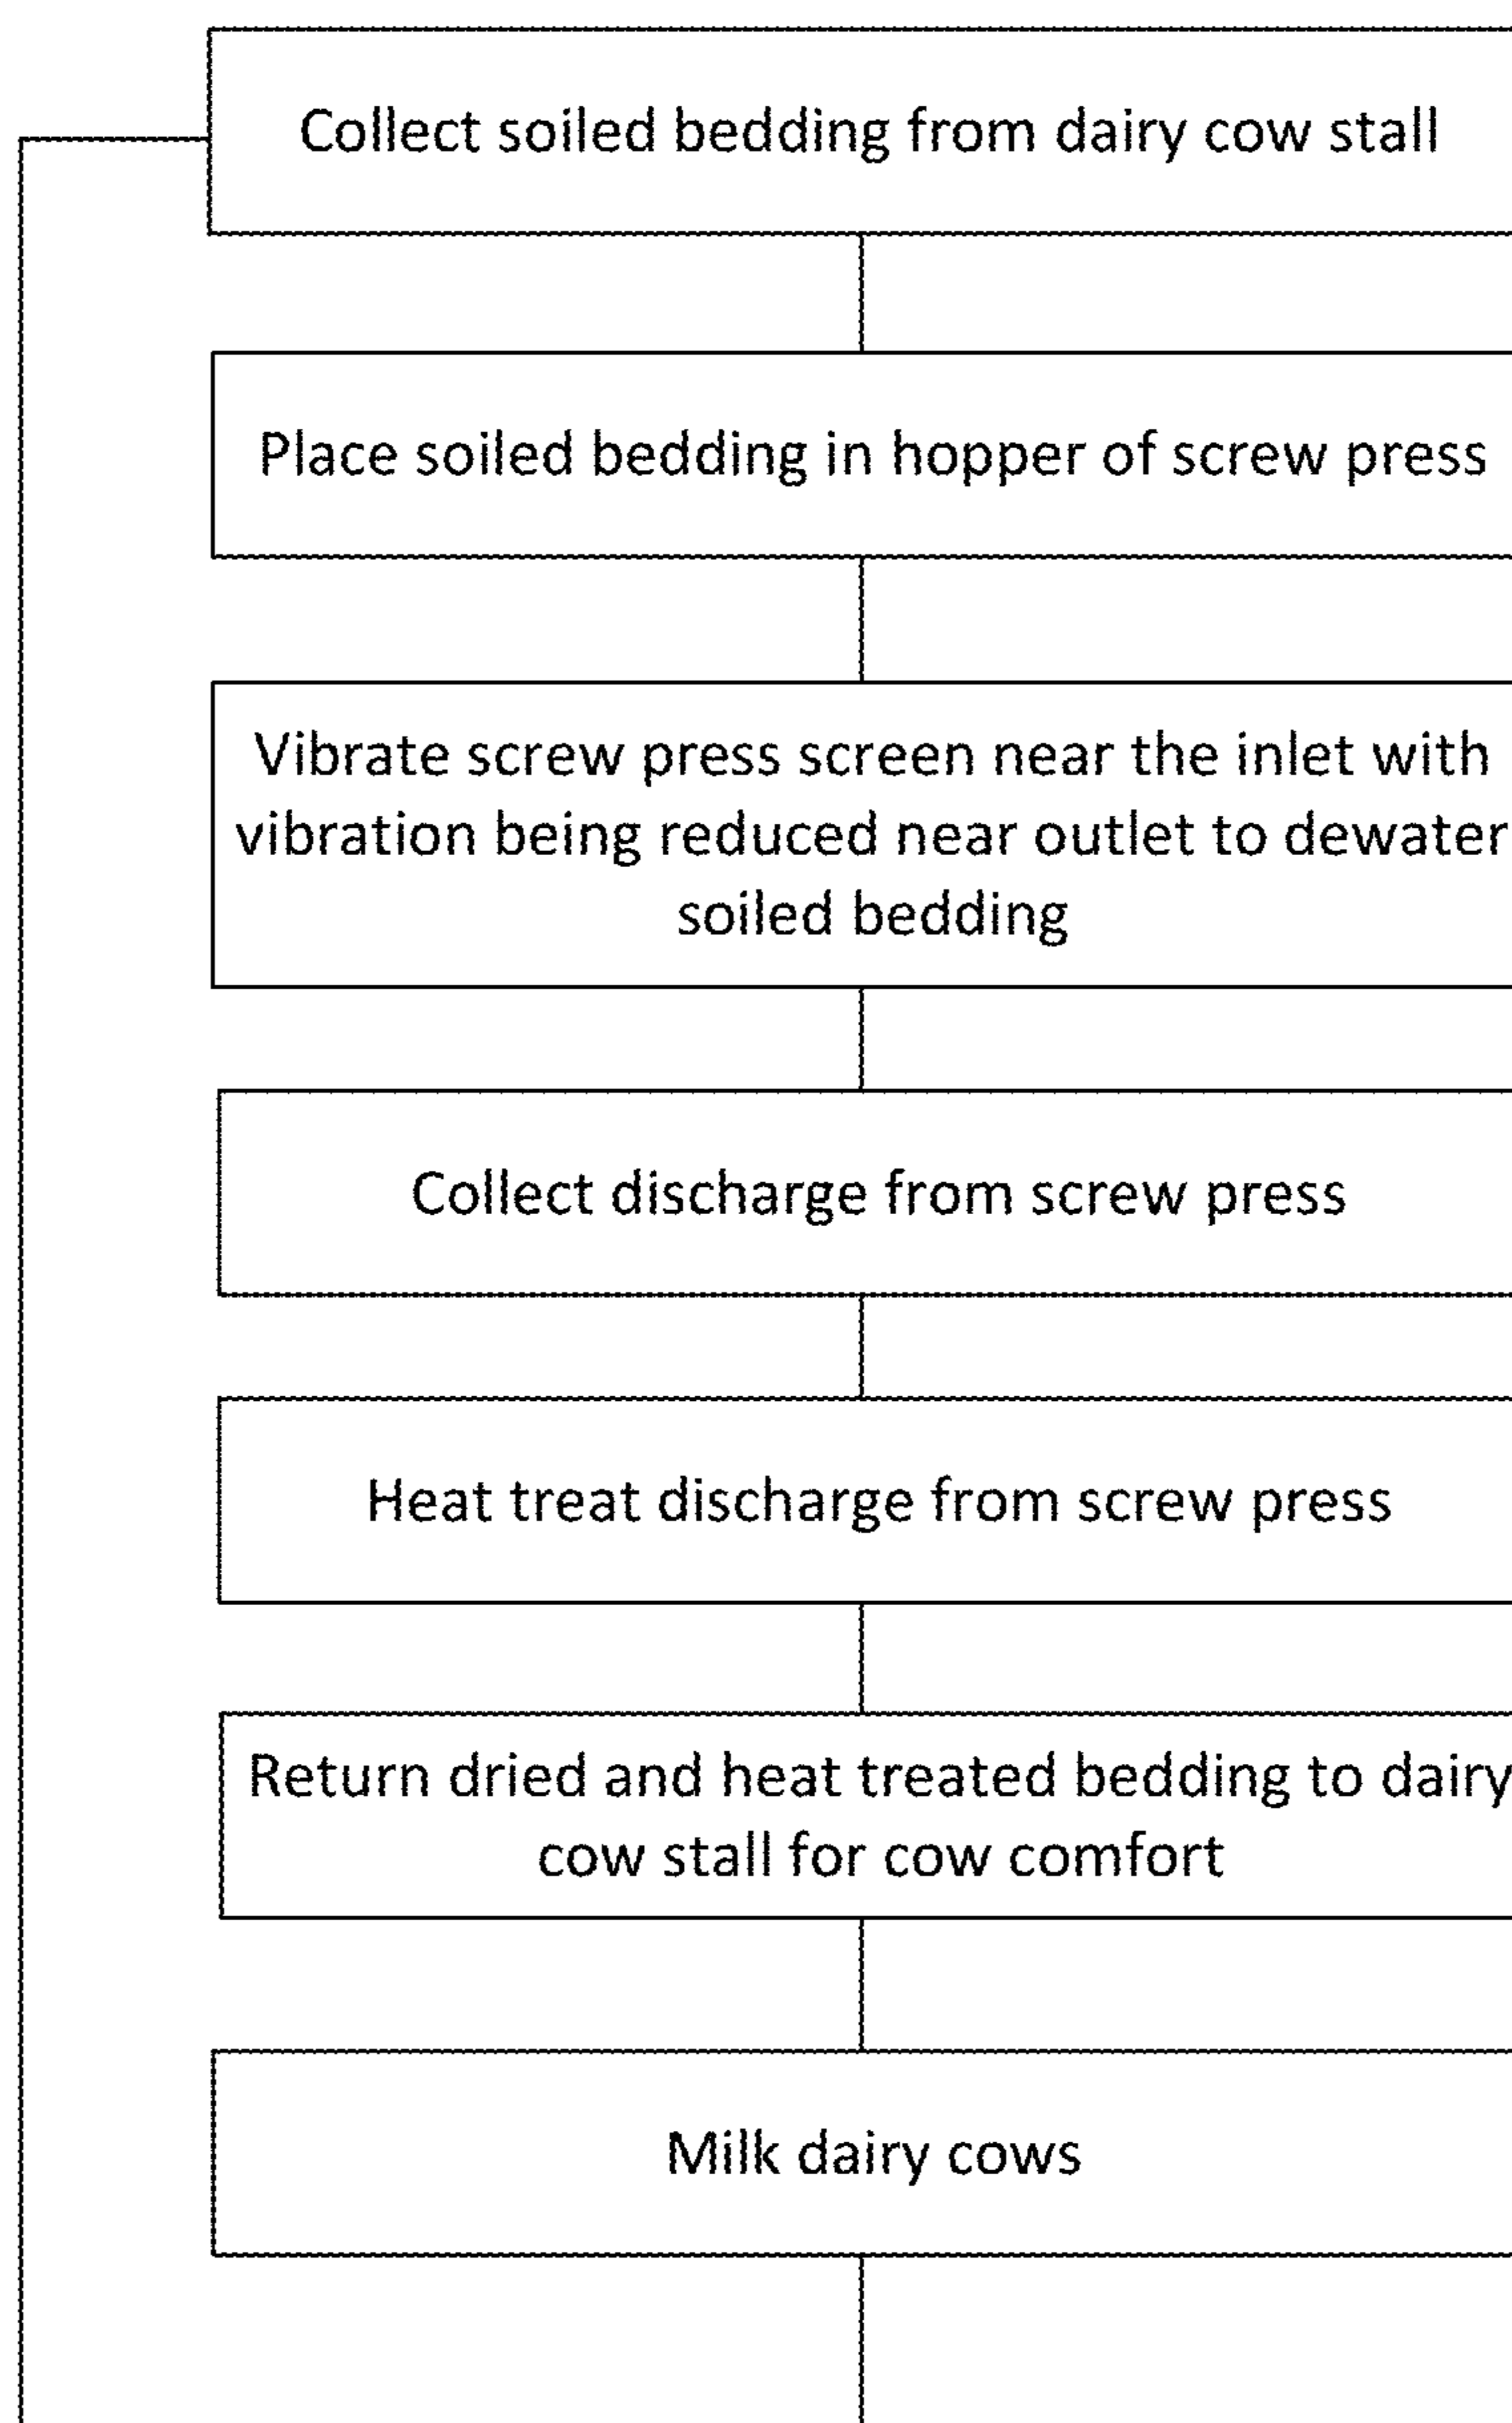 Collect soiled bedding from dairy cow stall
Place soiled bedding in hopper of screw press
Vibrate screw press screen near the inlet with
vibration being reduced near outlet to dewater
soiled bedding
Collect discharge from screw press
Heat treat discharge from screw press
Return dried and heat treated bedding to dairy
cow stall for cow comfort
Milk dairy cows